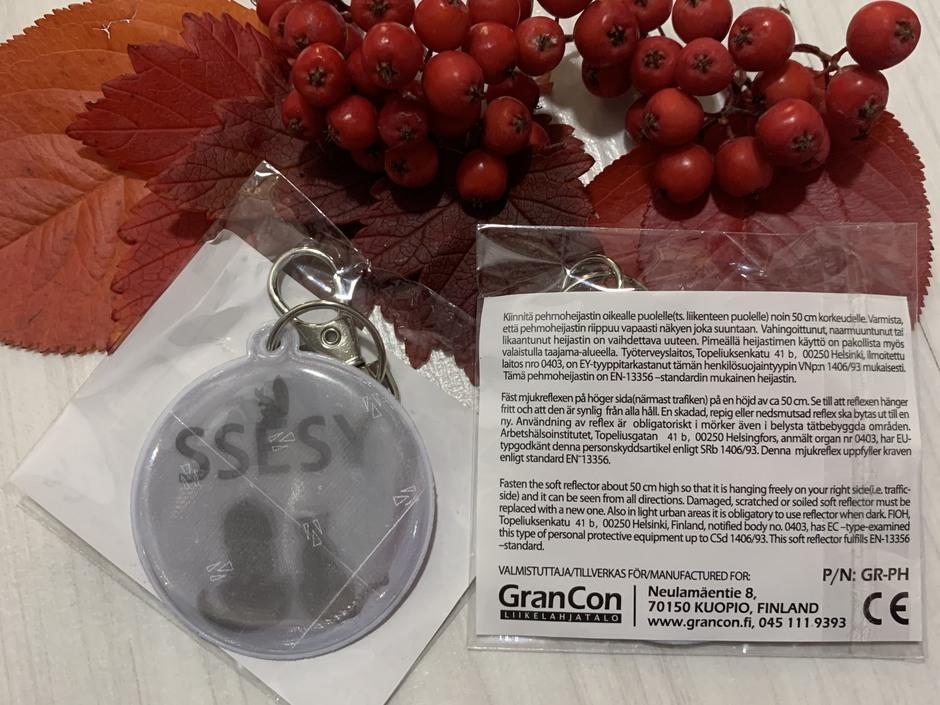 SSESY
Kiinnitä pehmoheijastin oikealle puolelle(ts. liikenteen puolelle) noin 50 cm korkeudelle. Varmista,
että pehmoheijastin riippuu vapaasti näkyen joka suuntaan. Vahingoittunut, naarmuuntunut tai
likaantunut heijastin on vaihdettava uuteen. Pimeällä heijastimen käyttö on pakollista myös
valaistulla taajama-alueella. Työterveyslaitos, Topeliuksenkatu 41 b, 00250 Helsinki, ilmoitettu
laitos nro 0403, on EY-tyyppitarkastanut tämän henkilösuojaintyypin VNp:n 1406/93 mukaisesti.
Tämä pehmoheijastin on EN-13356 –standardin mukainen heijastin.
Fäst mjukreflexen på höger sida(närmast trafiken) på en höjd av ca 50 cm. Se till att reflexen hänger
fritt och att den är synlig från alla håll. En skadad, repig eller nedsmutsad reflex ska bytas ut till en
ny. Användning av reflex är obligatoriskt i mörker även i belysta tätbebyggda områden.
Arbetshälsoinstitutet, Topeliusgatan 41 b, 00250 Helsingfors, anmält organ nr 0403, har EU-
typgodkänt denna personskyddsartikel enligt SRb 1406/93. Denna mjukreflex uppfyller kraven
enligt standard EN-13356.
Fasten the soft reflector about 50 cm high so that it is hanging freely on your right side(i.e. traffic-
side) and it can be seen from all directions. Damaged, scratched or soiled soft reflector must be
replaced with a new one. Also in light urban areas it is obligatory to use reflector when dark. FIOH,
Topeliuksenkatu 41 b, 00250 Helsinki, Finland, notified body no. 0403, has EC –type-examined
this type of personal protective equipment up to CSd 1406/93. This soft reflector fulfills EN-13356
–standard.
VALMISTUTTAJA/TILLVERKAS FÖR/MANUFACTURED FOR: P/N: GR-PH
GranCon Neulamäentie 8,
LIIKELAHJATALO 70150 KUOPIO, FINLAND CE
www.grancon.fi, 045 111 9393